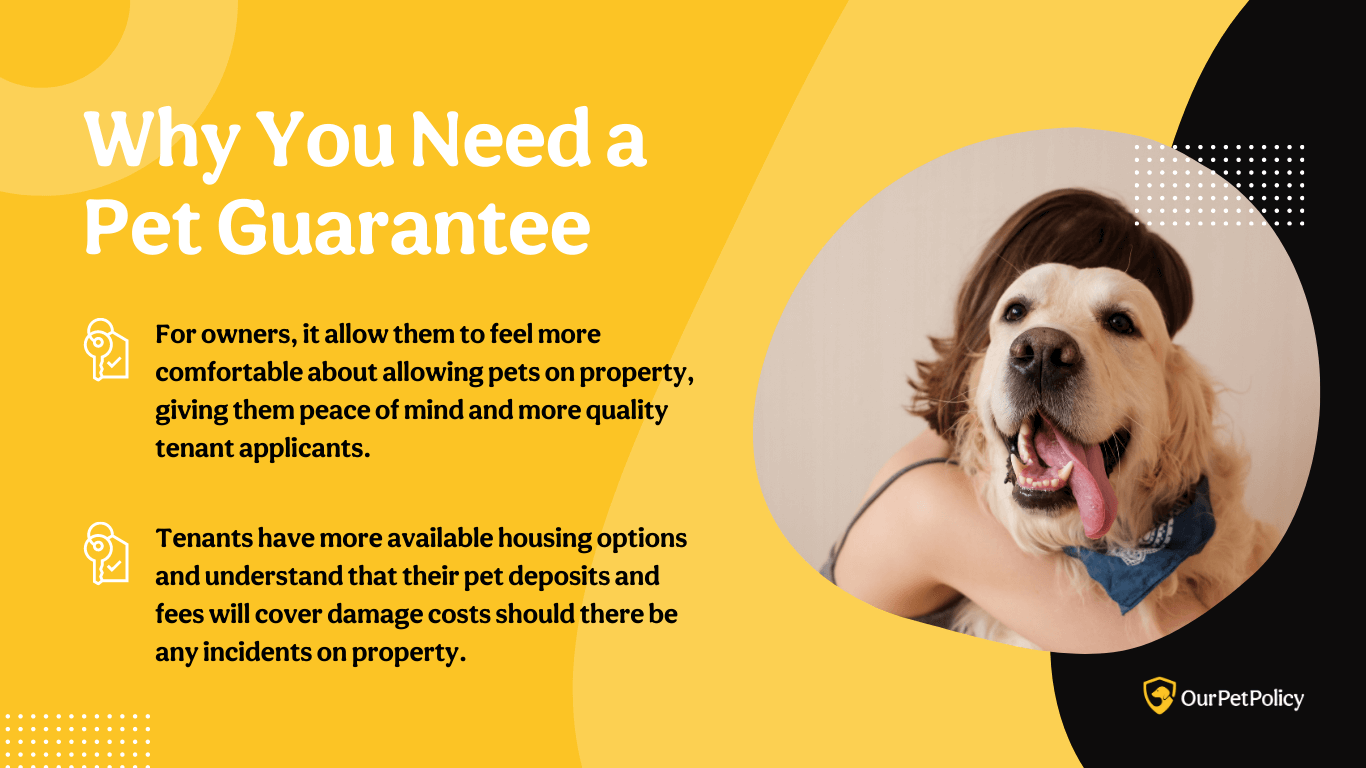 Why You Need a
Pet Guarantee
For owners, it allow them to feel more
comfortable about allowing pets on property,
giving them peace of mind and more quality
tenant applicants.
Tenants have more available housing options
and understand that their pet deposits and
fees will cover damage costs should there be
any incidents on property.
OurPetPolicy